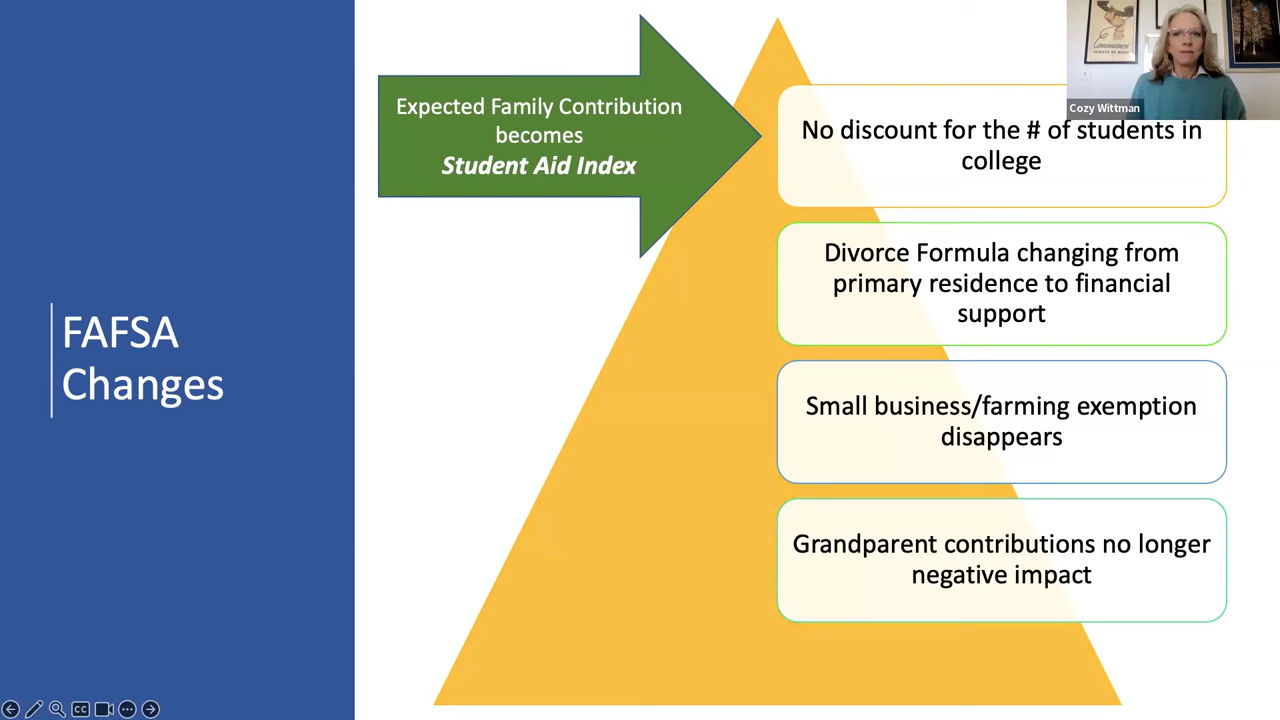 FAFSA
Changes
Expected Family Contribution
becomes
Student Aid Index
No discount for the # of students in
college
Divorce Formula changing from
primary residence to financial
support
Small business/farming exemption
disappears
Grandparent contributions no longer
negative impact
Cozy Wittman
CC